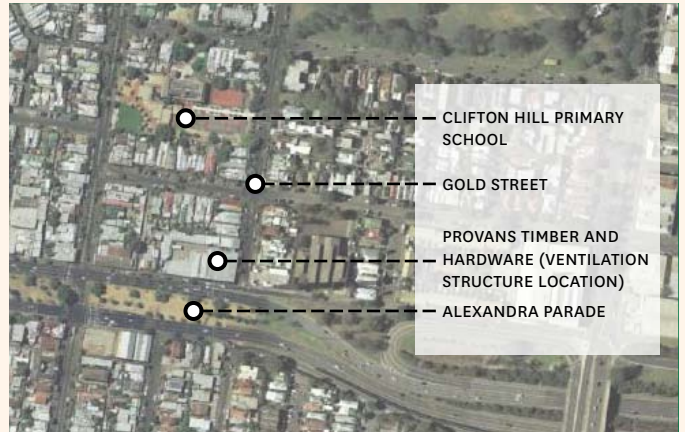 CLIFTON HILL PRIMARY
SCHOOL
GOLD STREET
PROVANS TIMBER AND
HARDWARE (VENTILATION
STRUCTURE LOCATION)
ALEXANDRA PARADE